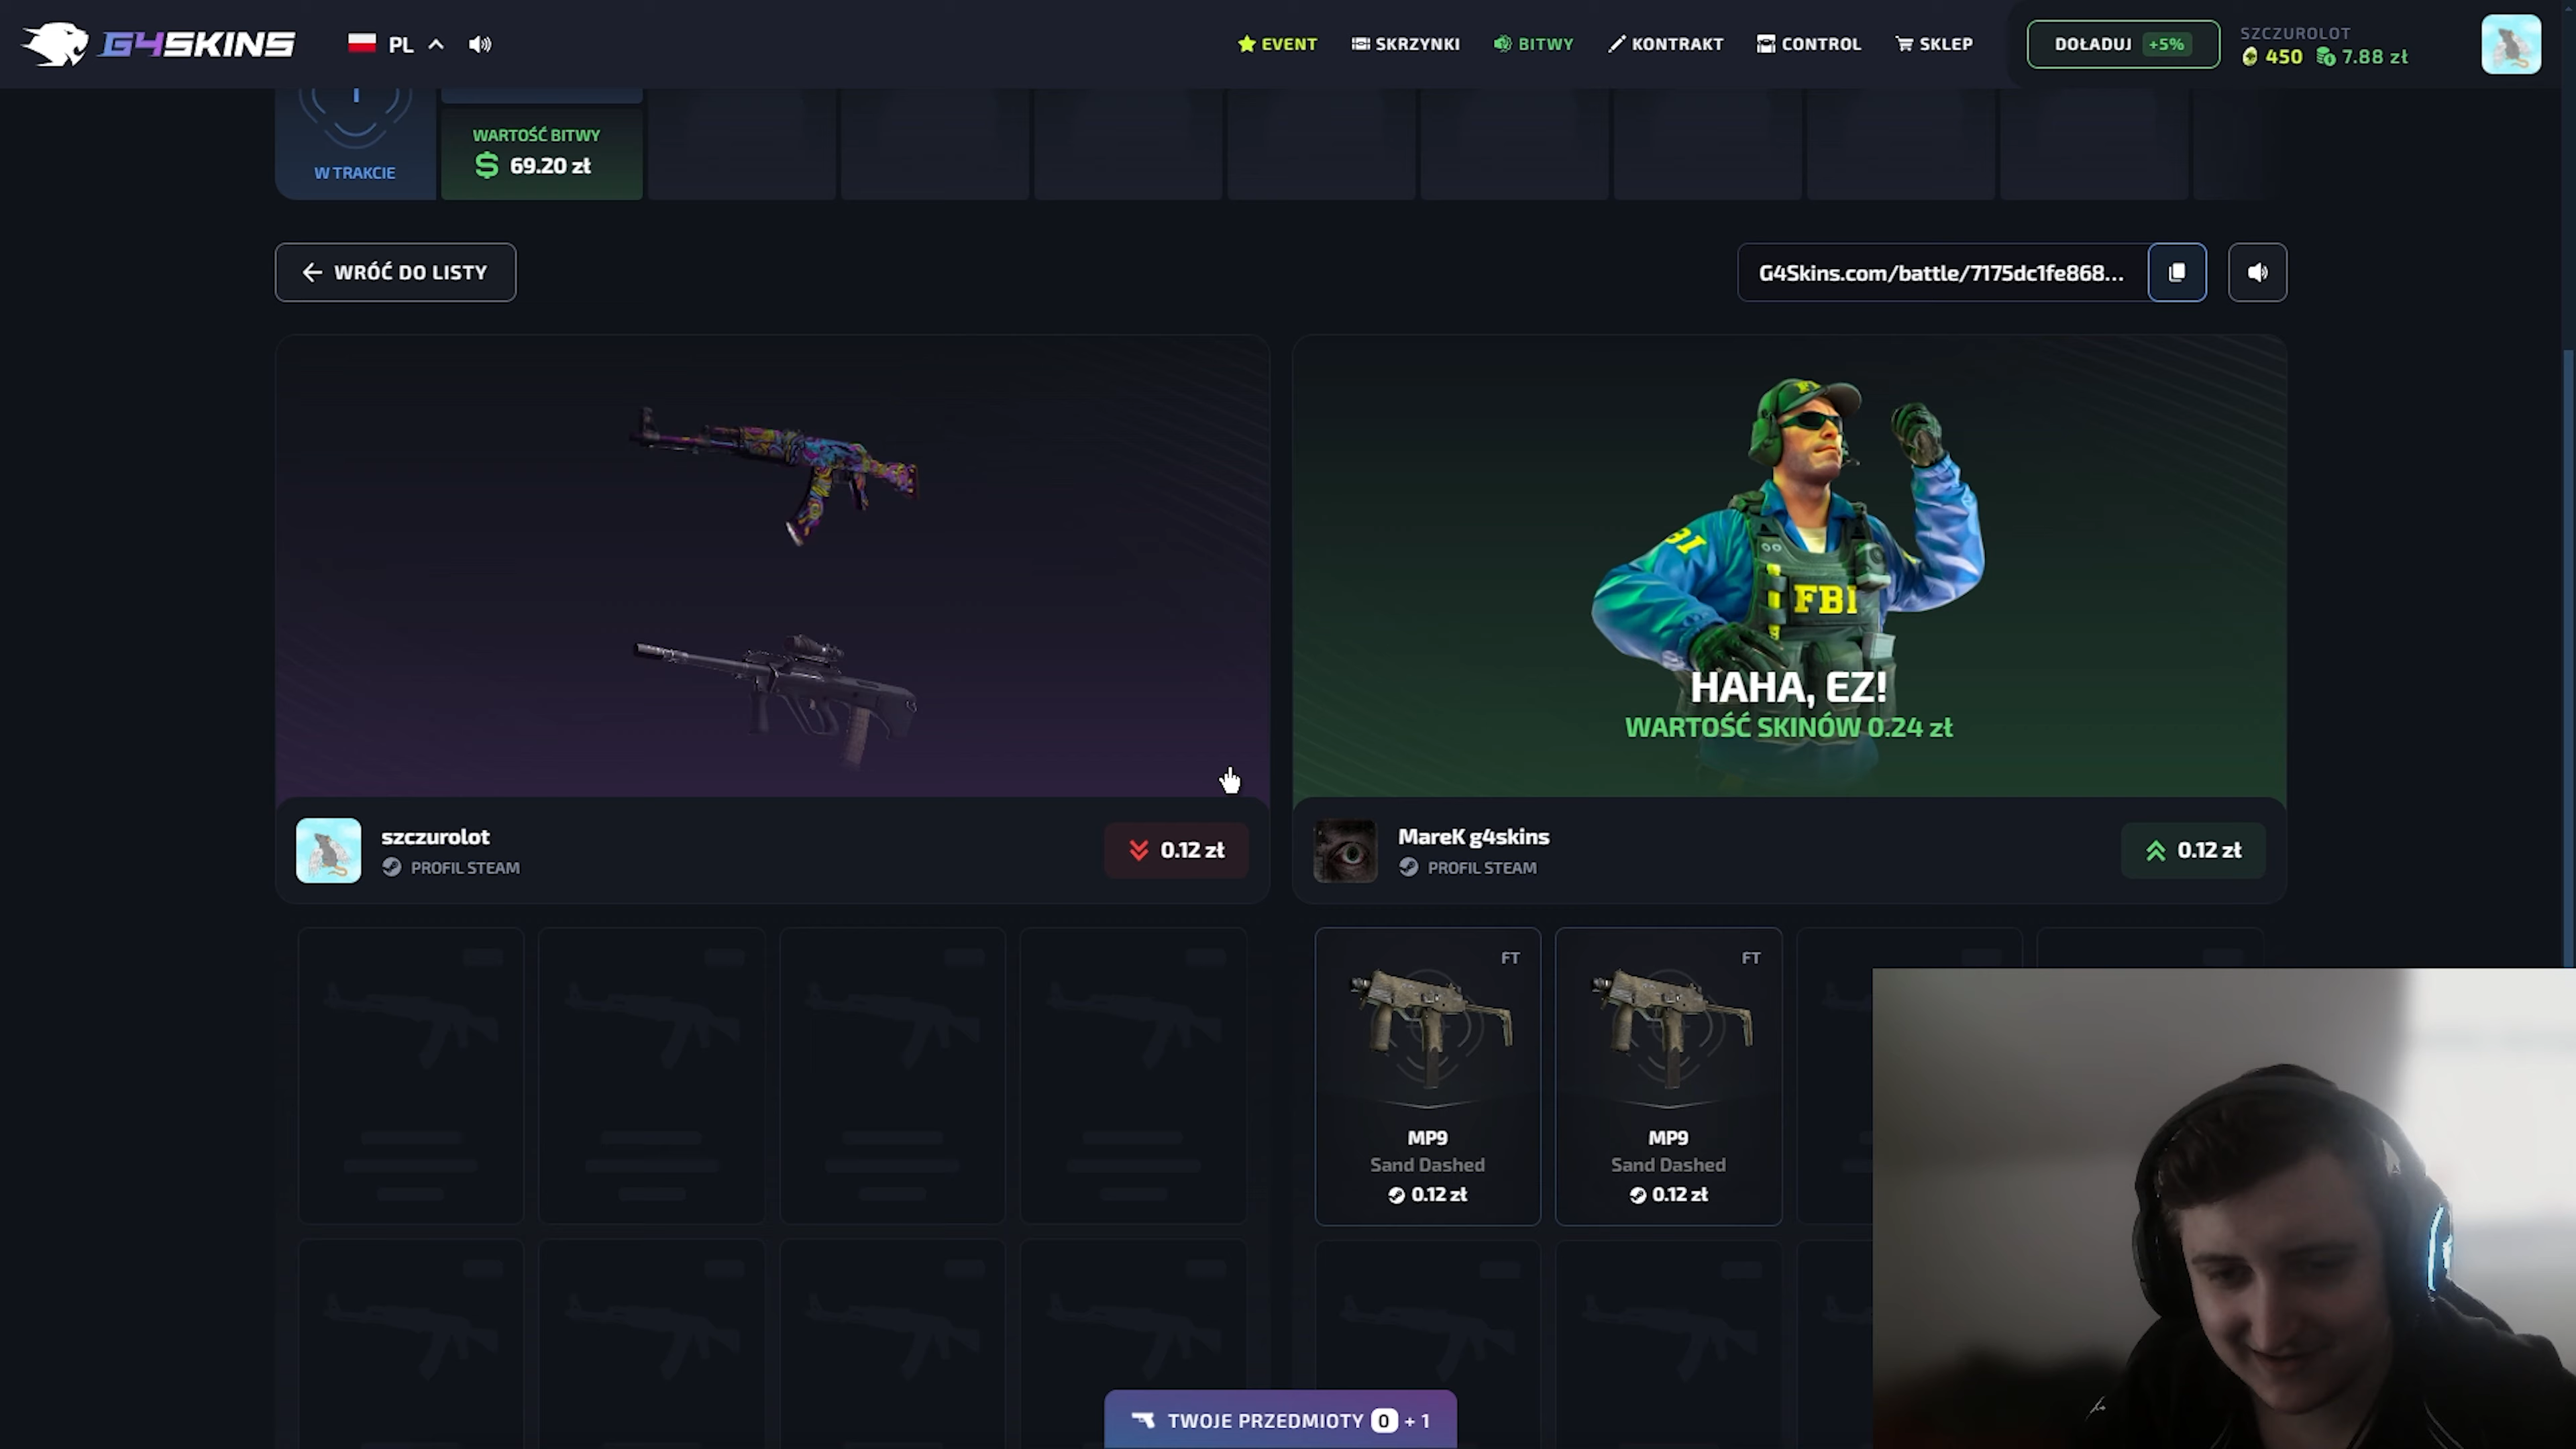 G4SKINS
PL
EVENT
SKRZYNKI
BITWY
KONTRAKT
CONTROL
SKLEP
DOŁADUJ +5%
SZCZUROLOT
450 7.88 zł
W TRAKCIE
WARTOŚĆ BITWY
69.20 zł
WRÓĆ DO LISTY
G4Skins.com/battle/7175dc1fe868...
FBI
HAHA, EZ!
WARTOŚĆ SKINÓW 0.24 zł
szczurolot
PROFIL STEAM
0.12 zł
MareK g4skins
PROFIL STEAM
0.12 zł
FT
MP9
Sand Dashed
0.12 zł
FT
MP9
Sand Dashed
0.12 zł
TWOJE PRZEDMIOTY 0 + 1